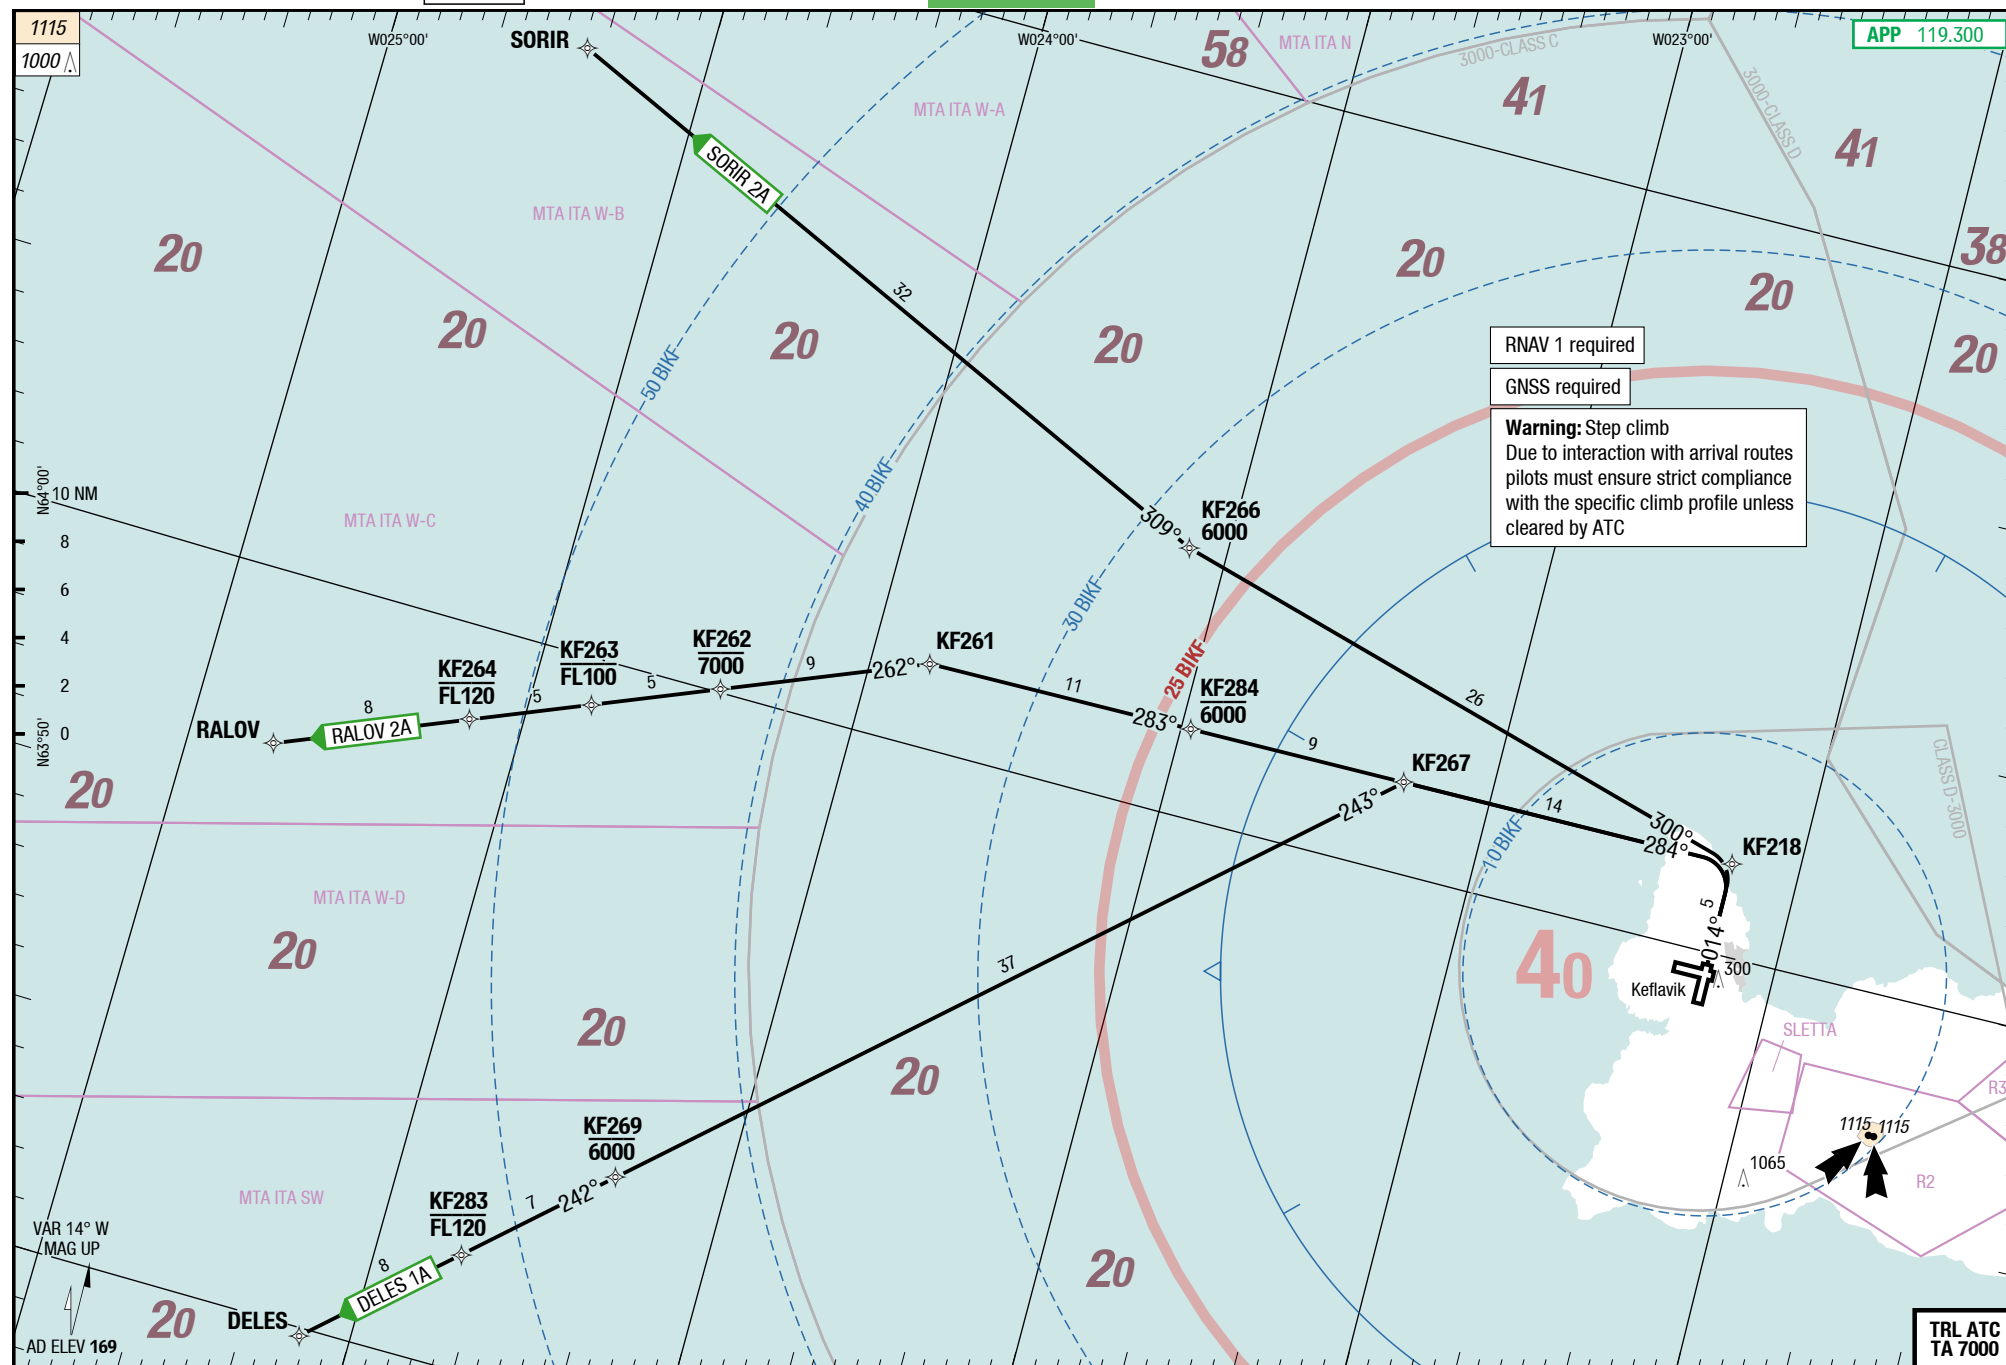 1115
1000
W025°00'
SORIR
W024°00'
58
MTA ITA N
3000-CLASS C
W023°00'
APP 119.300
3000-CLASS D
41
41
MTA ITA W-A
SORIR 2A
MTA ITA W-B
20
20
38
20
32
20
20
20
20
20
RNAV 1 required
GNSS required
Warning: Step climb
Due to interaction with arrival routes
pilots must ensure strict compliance
with the specific climb profile unless
cleared by ATC
50 BIKF
40 BIKF
30 BIKF
25 BIKF
10 BIKF
N64°00'
10 NM
8
6
4
2
0
N63°50'
MTA ITA W-C
309°
KF266
6000
KF264
FL120
KF263
FL100
KF262
7000
9
262°
KF261
11
283°
KF284
6000
26
RALOV
8
RALOV 2A
5
5
9
KF267
243°
14
300°
284°
KF218
CLASS D-3000
20
MTA ITA W-D
20
5
014°
40
300
Keflavik
37
20
20
SLETTA
R3
KF269
6000
1115
1115
1065
R2
MTA ITA SW
KF283
FL120
7
242°
VAR 14° W
MAG UP
8
DELES 1A
20
20
DELES
AD ELEV 169
TRL ATC
TA 7000